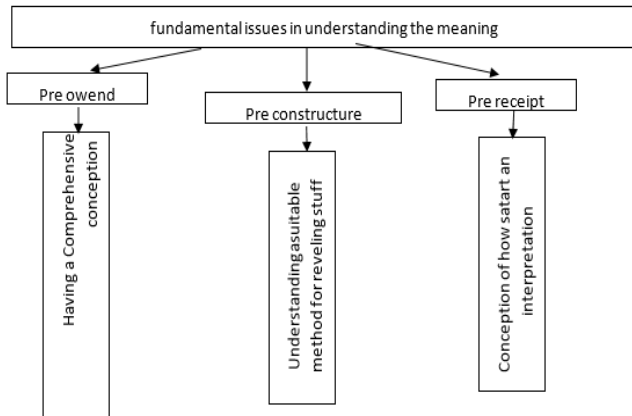 fundamental issues in understanding the meaning
Pre owend
Pre constructure
Pre receipt
Having a Comprehensive
conception
Understanding asuitable
method for reveling stuff
Conception of how satart an
interpretation